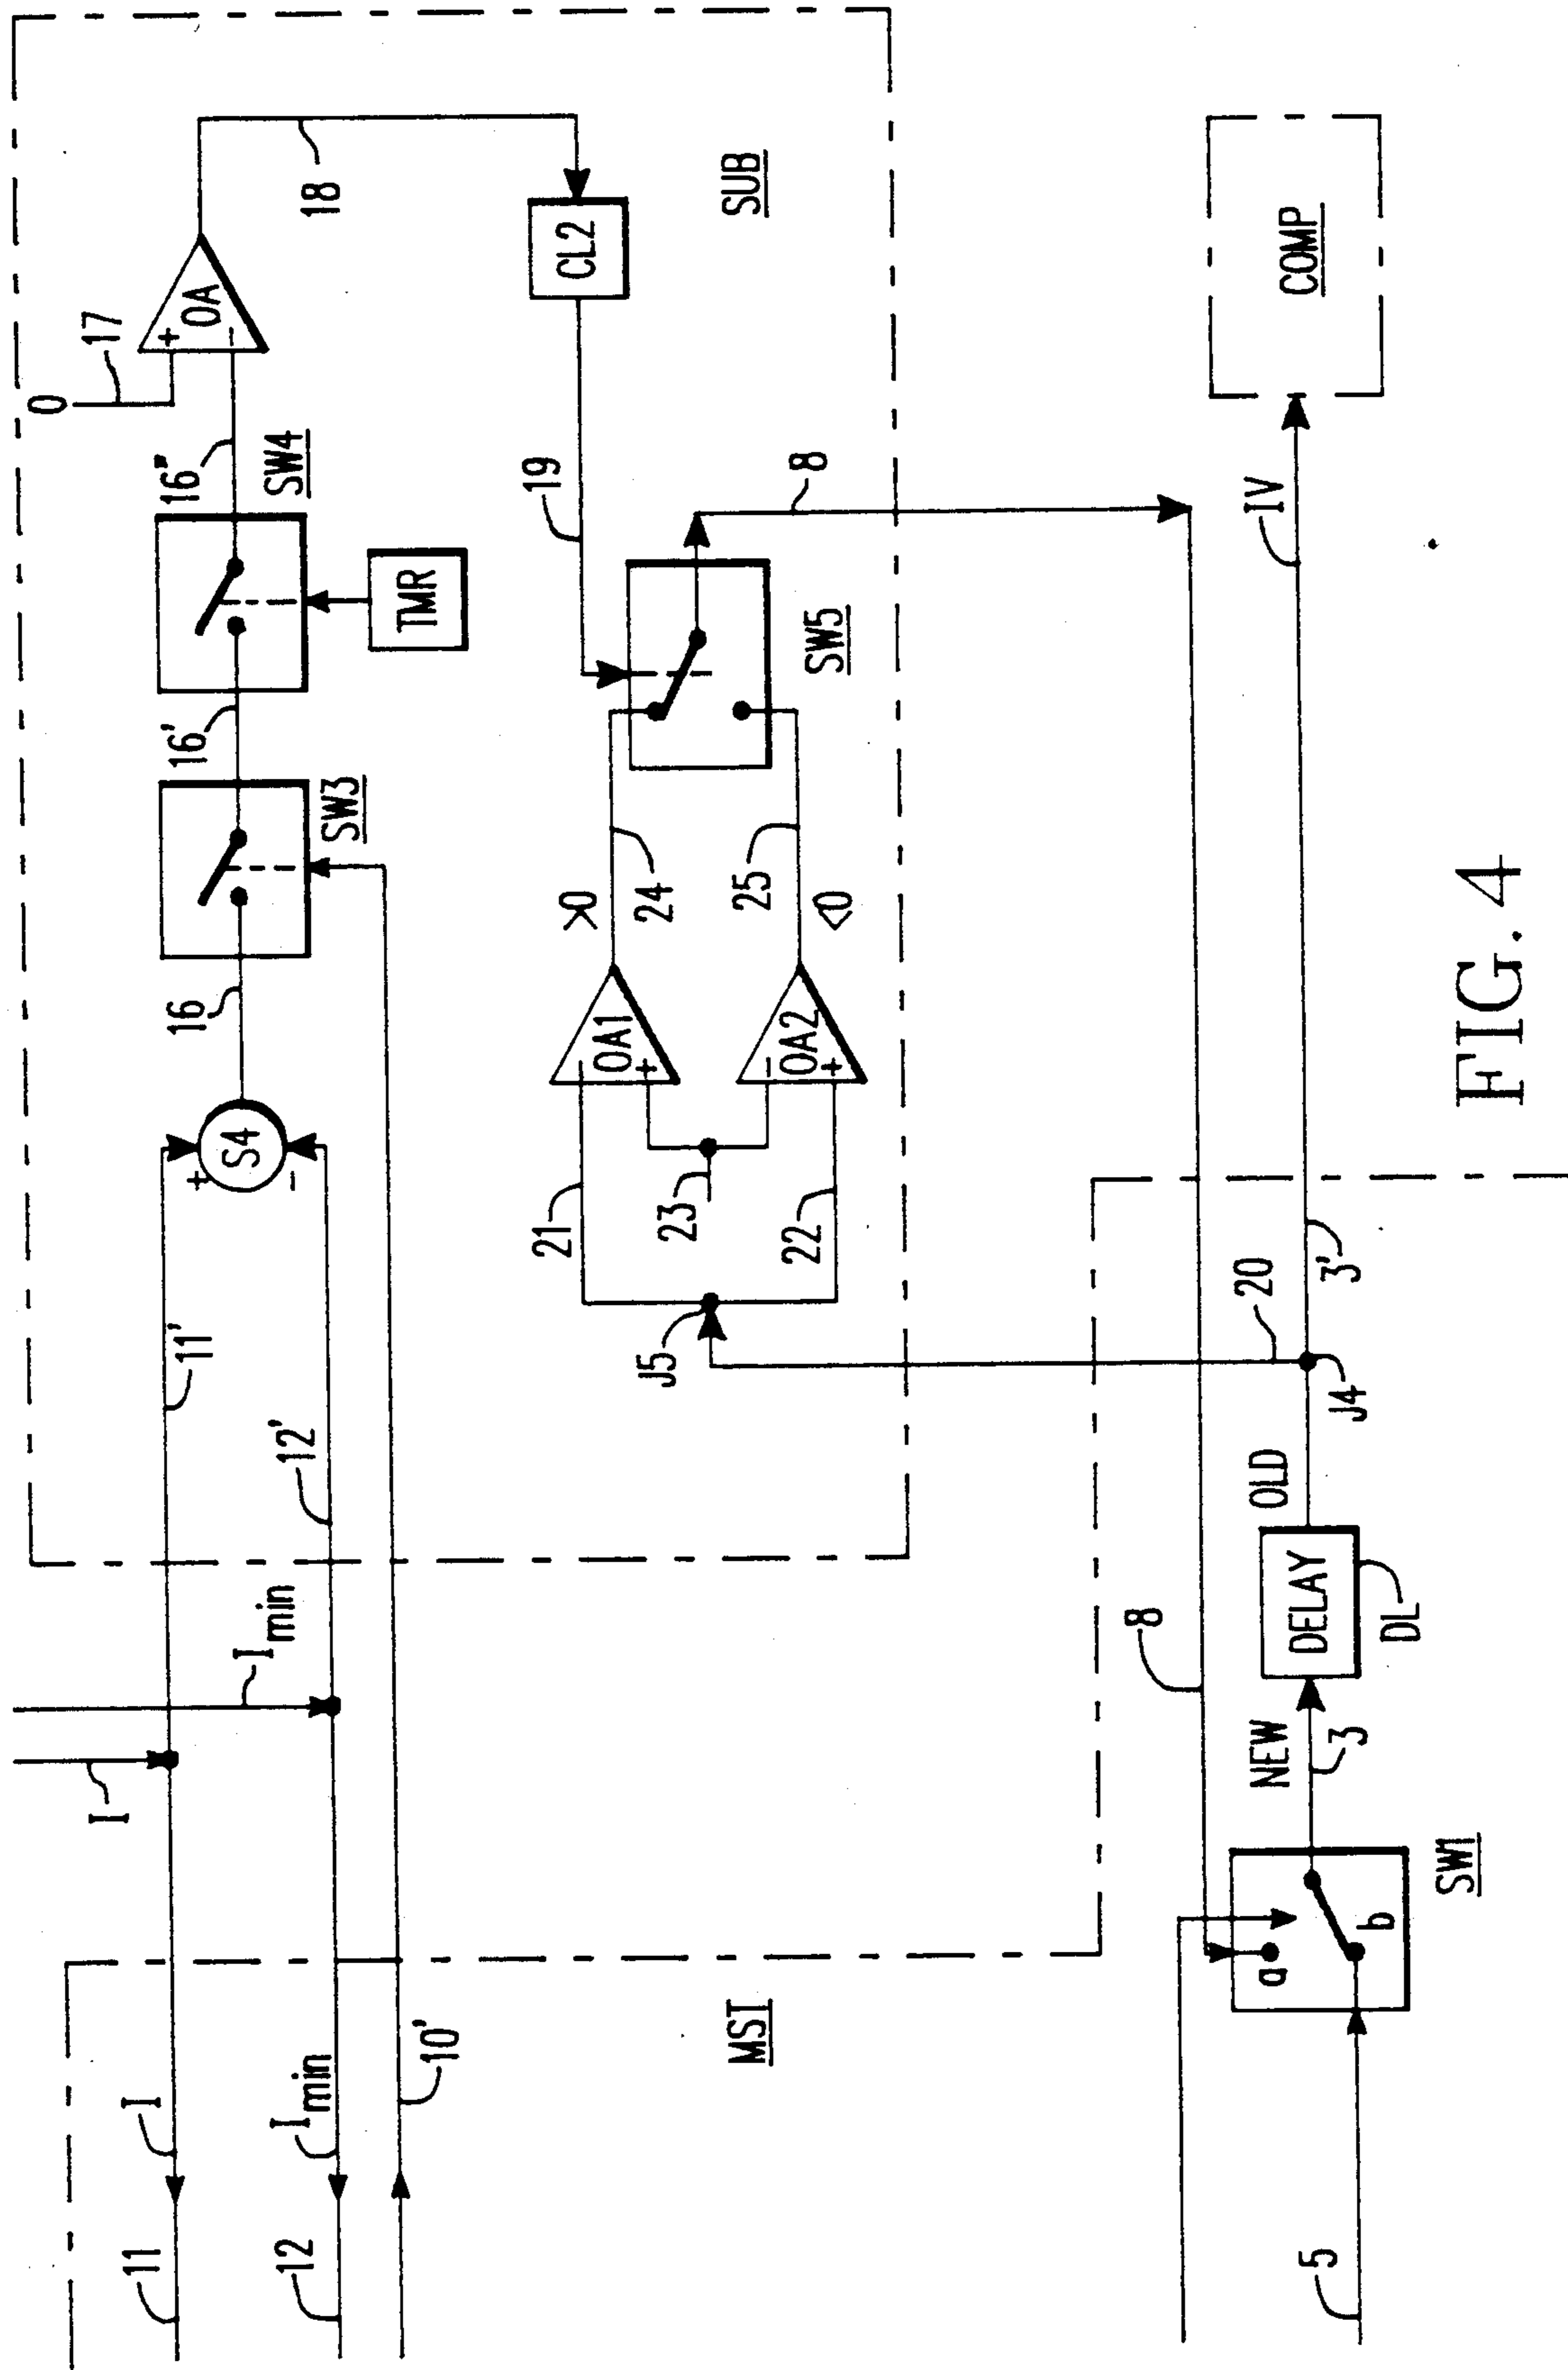 I
I
min
11
I
11'
12
I
min
12'
10'
S4
+
−
16
SW3
16'
SW4
16"
TMR
0
17
+
−
OA
18
CL2
19
SUB
J5
21
22
23
−
OA1
+
−
OA2
+
>0
24
25
<0
SW5
8
MST
5
a
b
SW1
NEW
3
8
DELAY
DL
OLD
J4
20
3'
IV
COMP
FIG. 4